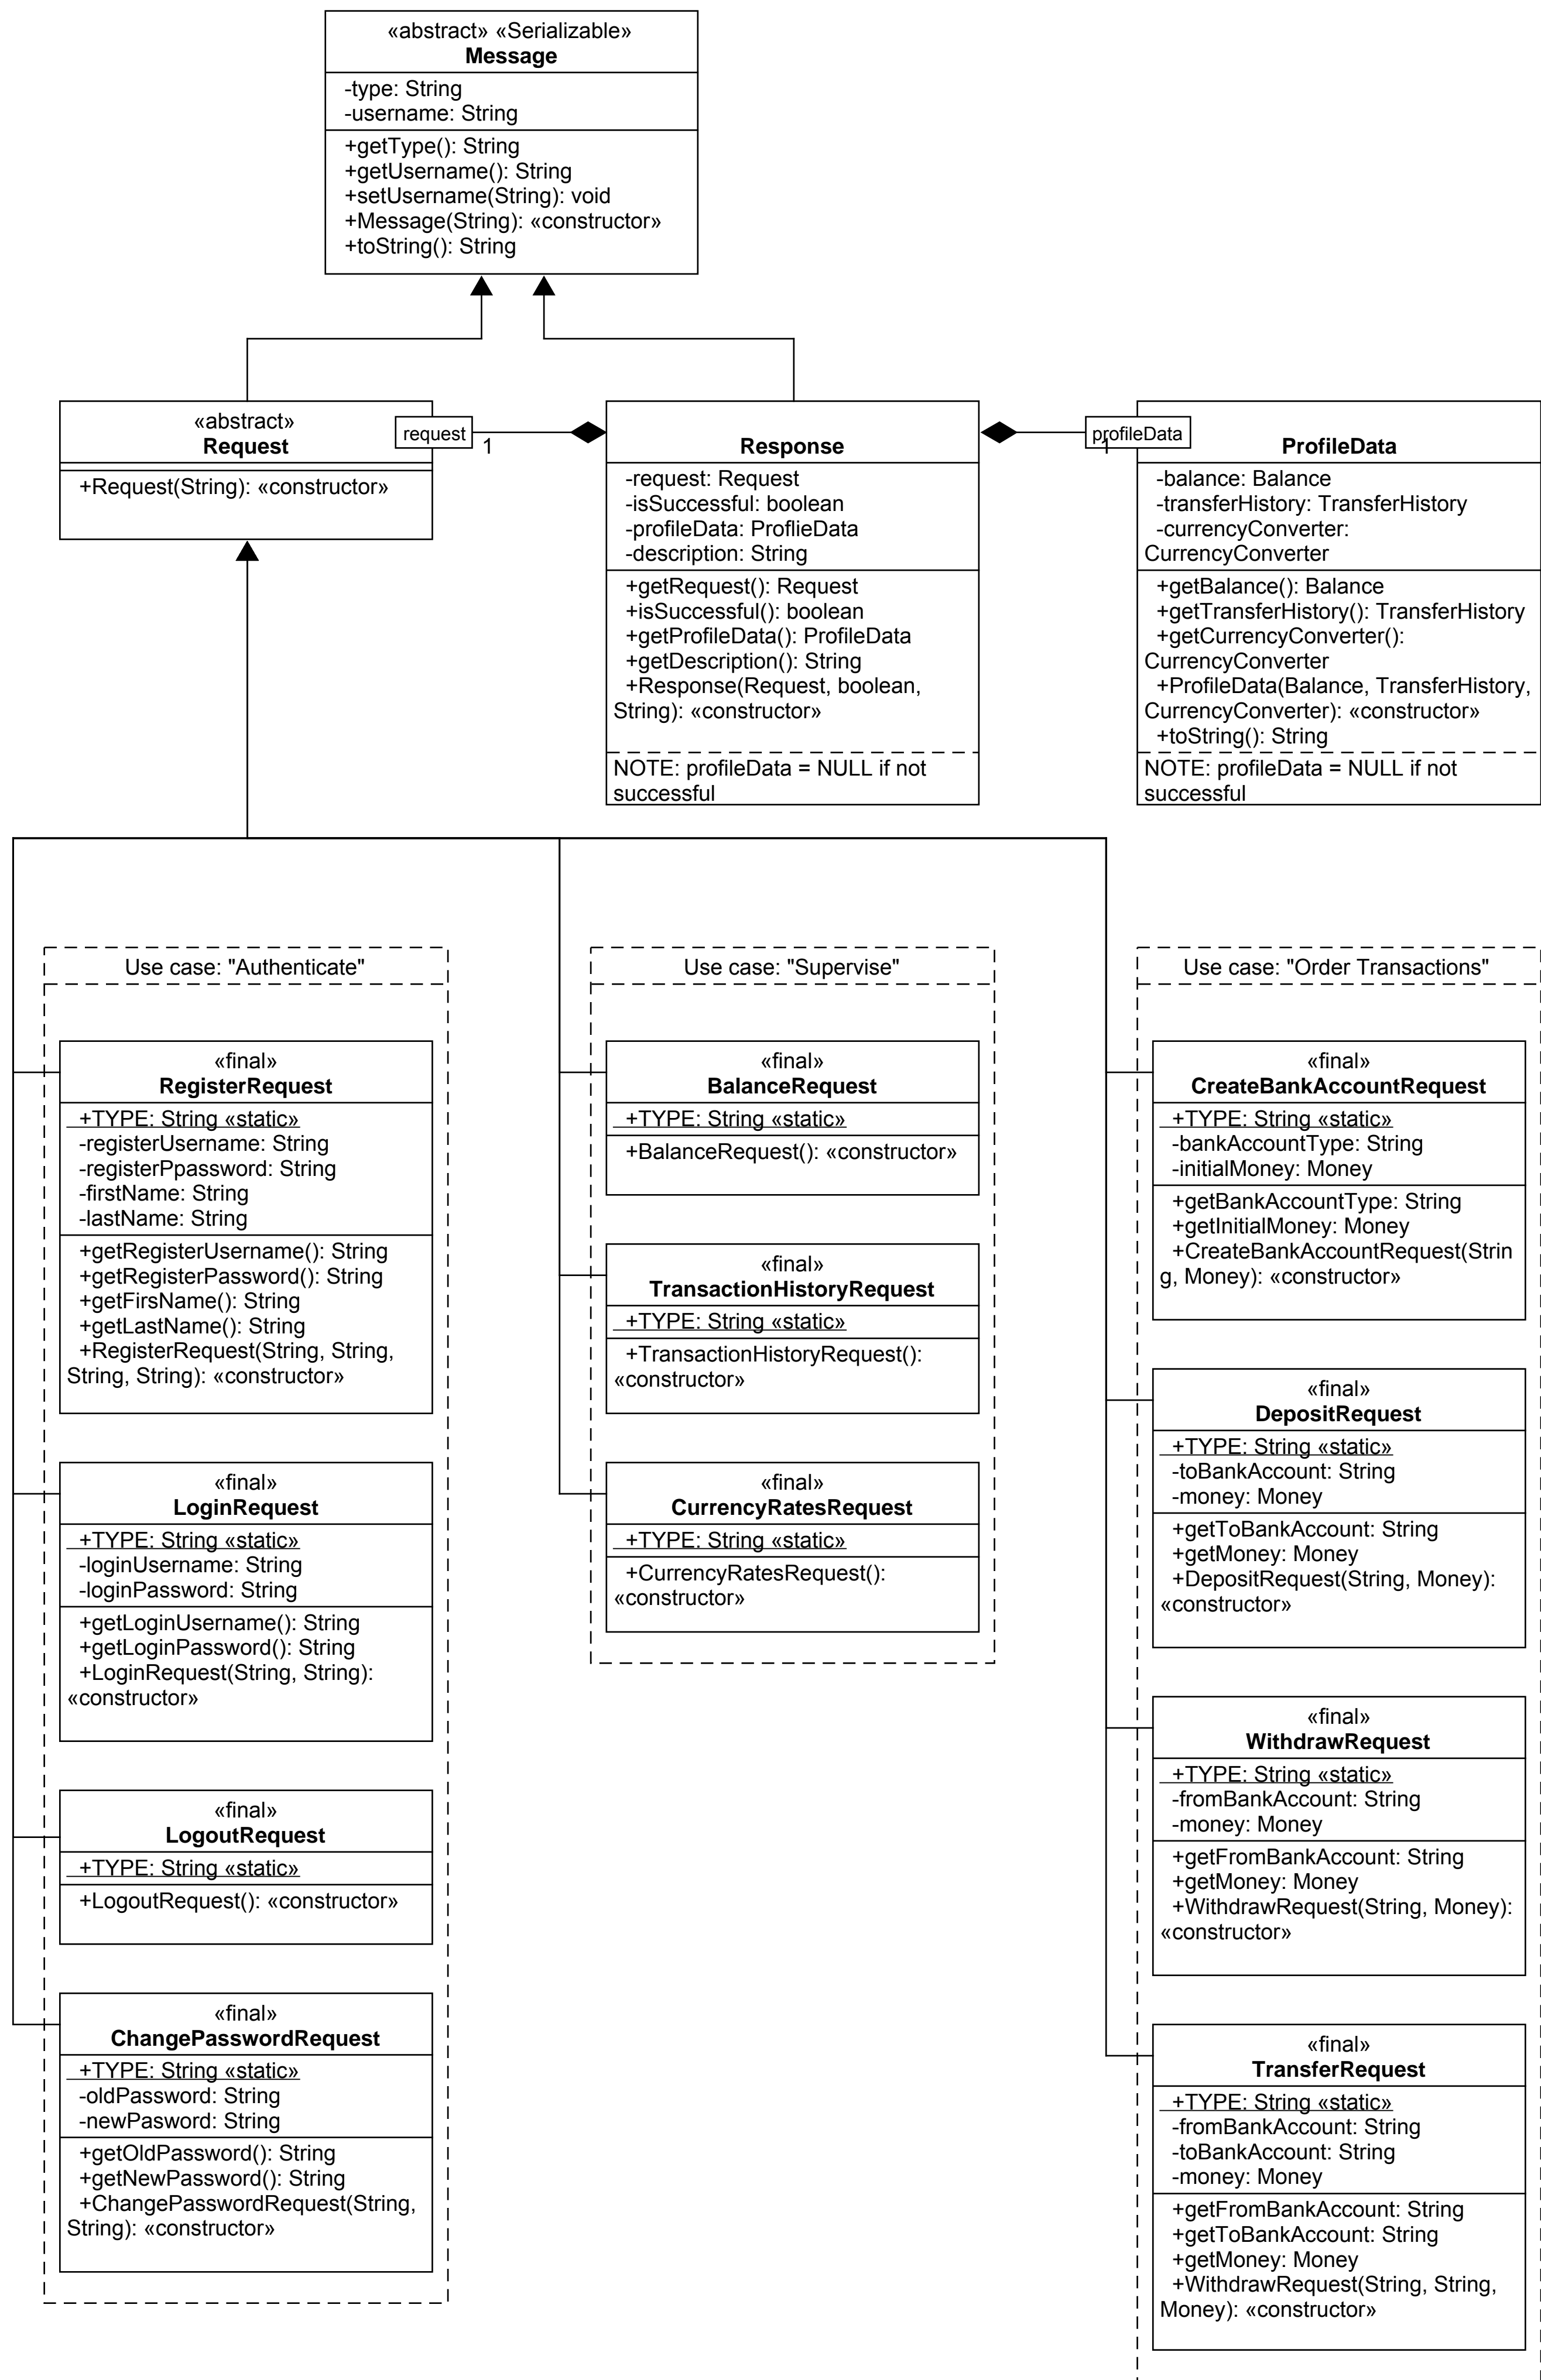 «abstract» «Serializable»
Message
-type: String
-username: String
+getType(): String
+getUsername(): String
+setUsername(String): void
+Message(String): «constructor»
+toString(): String
«abstract»
Request
+Request(String): «constructor»
request
1
Response
-request: Request
-isSuccessful: boolean
-profileData: ProflieData
-description: String
+getRequest(): Request
+isSuccessful(): boolean
+getProfileData(): ProfileData
+getDescription(): String
+Response(Request, boolean,
String): «constructor»
NOTE: profileData = NULL if not
successful
profileData
1
ProfileData
-balance: Balance
-transferHistory: TransferHistory
-currencyConverter:
CurrencyConverter
+getBalance(): Balance
+getTransferHistory(): TransferHistory
+getCurrencyConverter():
CurrencyConverter
+ProfileData(Balance, TransferHistory,
CurrencyConverter): «constructor»
+toString(): String
NOTE: profileData = NULL if not
successful
Use case: "Authenticate"
«final»
RegisterRequest
+TYPE: String «static»
-registerUsername: String
-registerPpassword: String
-firstName: String
-lastName: String
+getRegisterUsername(): String
+getRegisterPassword(): String
+getFirsName(): String
+getLastName(): String
+RegisterRequest(String, String,
String, String): «constructor»
«final»
LoginRequest
+TYPE: String «static»
-loginUsername: String
-loginPassword: String
+getLoginUsername(): String
+getLoginPassword(): String
+LoginRequest(String, String):
«constructor»
«final»
LogoutRequest
+TYPE: String «static»
+LogoutRequest(): «constructor»
«final»
ChangePasswordRequest
+TYPE: String «static»
-oldPassword: String
-newPasword: String
+getOldPassword(): String
+getNewPassword(): String
+ChangePasswordRequest(String,
String): «constructor»
Use case: "Supervise"
«final»
BalanceRequest
+TYPE: String «static»
+BalanceRequest(): «constructor»
«final»
TransactionHistoryRequest
+TYPE: String «static»
+TransactionHistoryRequest():
«constructor»
«final»
CurrencyRatesRequest
+TYPE: String «static»
+CurrencyRatesRequest():
«constructor»
Use case: "Order Transactions"
«final»
CreateBankAccountRequest
+TYPE: String «static»
-bankAccountType: String
-initialMoney: Money
+getBankAccountType: String
+getInitialMoney: Money
+CreateBankAccountRequest(Strin
g, Money): «constructor»
«final»
DepositRequest
+TYPE: String «static»
-toBankAccount: String
-money: Money
+getToBankAccount: String
+getMoney: Money
+DepositRequest(String, Money):
«constructor»
«final»
WithdrawRequest
+TYPE: String «static»
-fromBankAccount: String
-money: Money
+getFromBankAccount: String
+getMoney: Money
+WithdrawRequest(String, Money):
«constructor»
«final»
TransferRequest
+TYPE: String «static»
-fromBankAccount: String
-toBankAccount: String
-money: Money
+getFromBankAccount: String
+getToBankAccount: String
+getMoney: Money
+WithdrawRequest(String, String,
Money): «constructor»